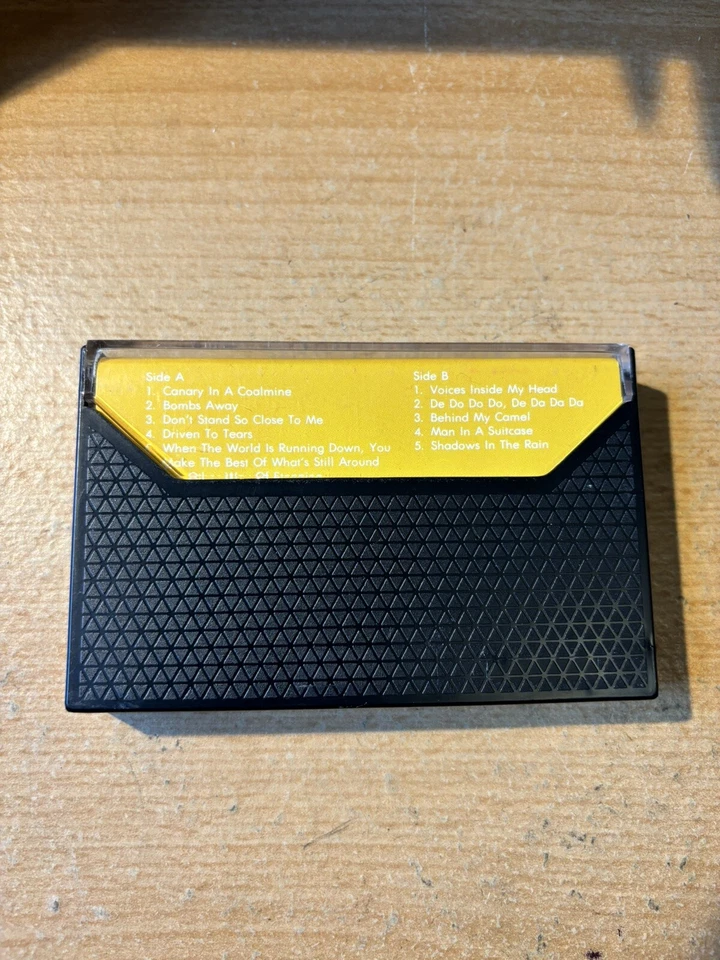 Side A
1. Canary In A Coalmine
2. Bombs Away
3. Don't Stand So Close To Me
4. Driven To Tears
When The World Is Running Down, You
Make The Best Of What's Still Around
Side B
1. Voices Inside My Head
2. De Do Do Do, De Da Da Da
3. Behind My Camel
4. Man In A Suitcase
5. Shadows In The Rain